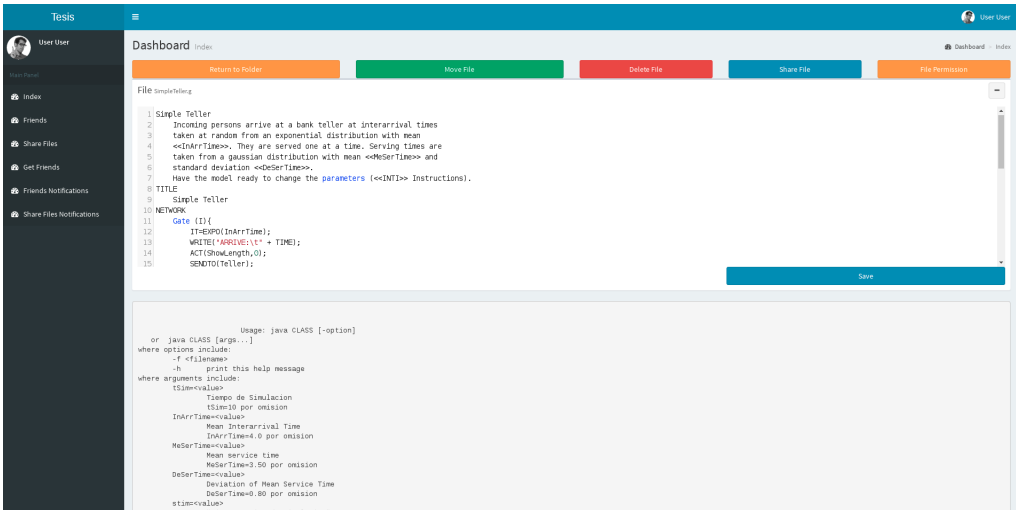 Tesis
User User
User User
Dashboard Index
Dashboard > Index
Main Panel
Index
Friends
Share Files
Get Friends
Friends Notifications
Share Files Notifications
Return to Folder
Move File
Delete File
Share File
File Permission
File SimpleTeller.g
1 Simple Teller
2 Incoming persons arrive at a bank teller at interarrival times
3 taken at random from an exponential distribution with mean
4 <<InArrTime>>. They are served one at a time. Serving times are
5 taken from a gaussian distribution with mean <<MeSerTime>> and
6 standard deviation <<DeSerTime>>.
7 Have the model ready to change the parameters (<<INTI>> Instructions).
8 TITLE
9 Simple Teller
10 NETWORK
11 Gate (I){
12 IT=EXPO(InArrTime);
13 WRITE("ARRIVE:\t" + TIME);
14 ACT(ShowLength,0);
15 SENDTO(Teller);
Save
Usage: java CLASS [-option]
or java CLASS [args...]
where options include:
-f <filename>
-h print this help message
where arguments include:
tSim=<value>
Tiempo de Simulacion
tSim=10 por omision
InArrTime=<value>
Mean Interarrival Time
InArrTime=4.0 por omision
MeSerTime=<value>
Mean service time
MeSerTime=3.50 por omision
DeSerTime=<value>
Deviation of Mean Service Time
DeSerTime=0.80 por omision
stim=<value>